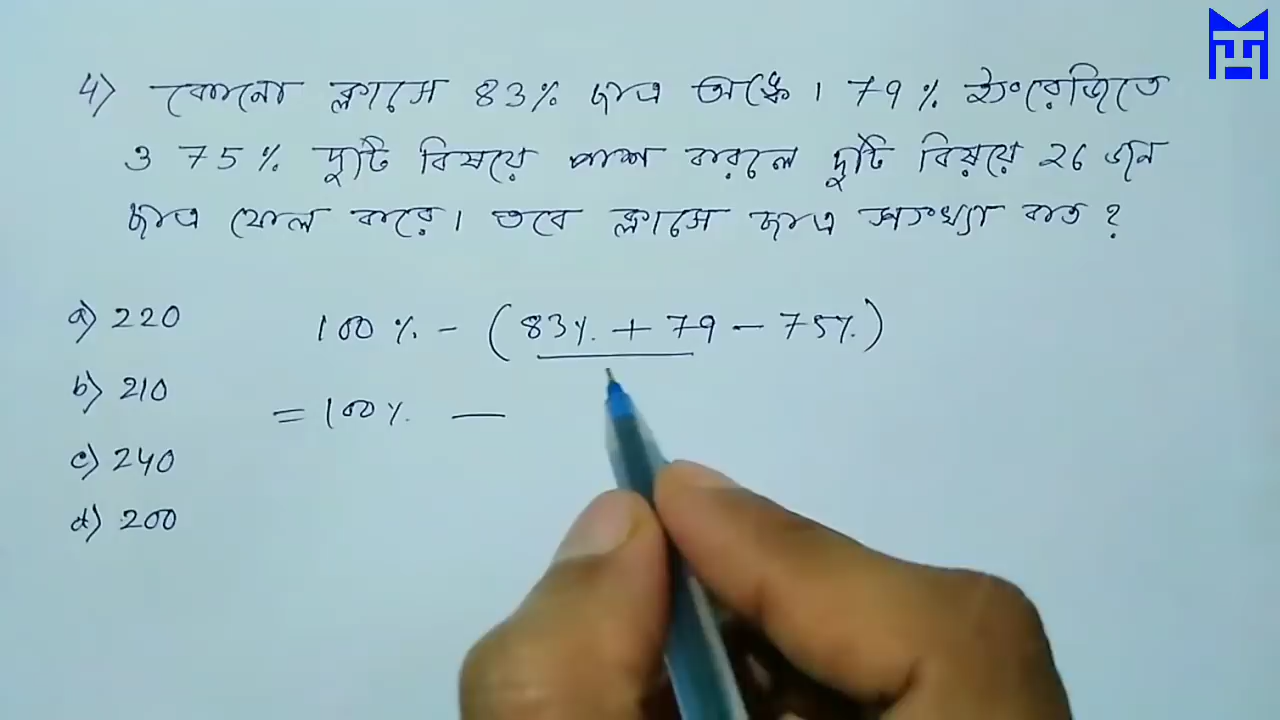 4) কোনো ক্লাসে 83% ছাত্র অঙ্কে । 79% ইংরেজিতে
ও 75% দুটি বিষয়ে পাশ করলে দুটি বিষয়ে ২৬ জন
ছাত্র ফেল করে। তবে ক্লাসে ছাত্র সংখ্যা কত ?
a) 220
100% - (83% + 79 - 75%)
b) 210
= 100% —
c) 240
d) 200